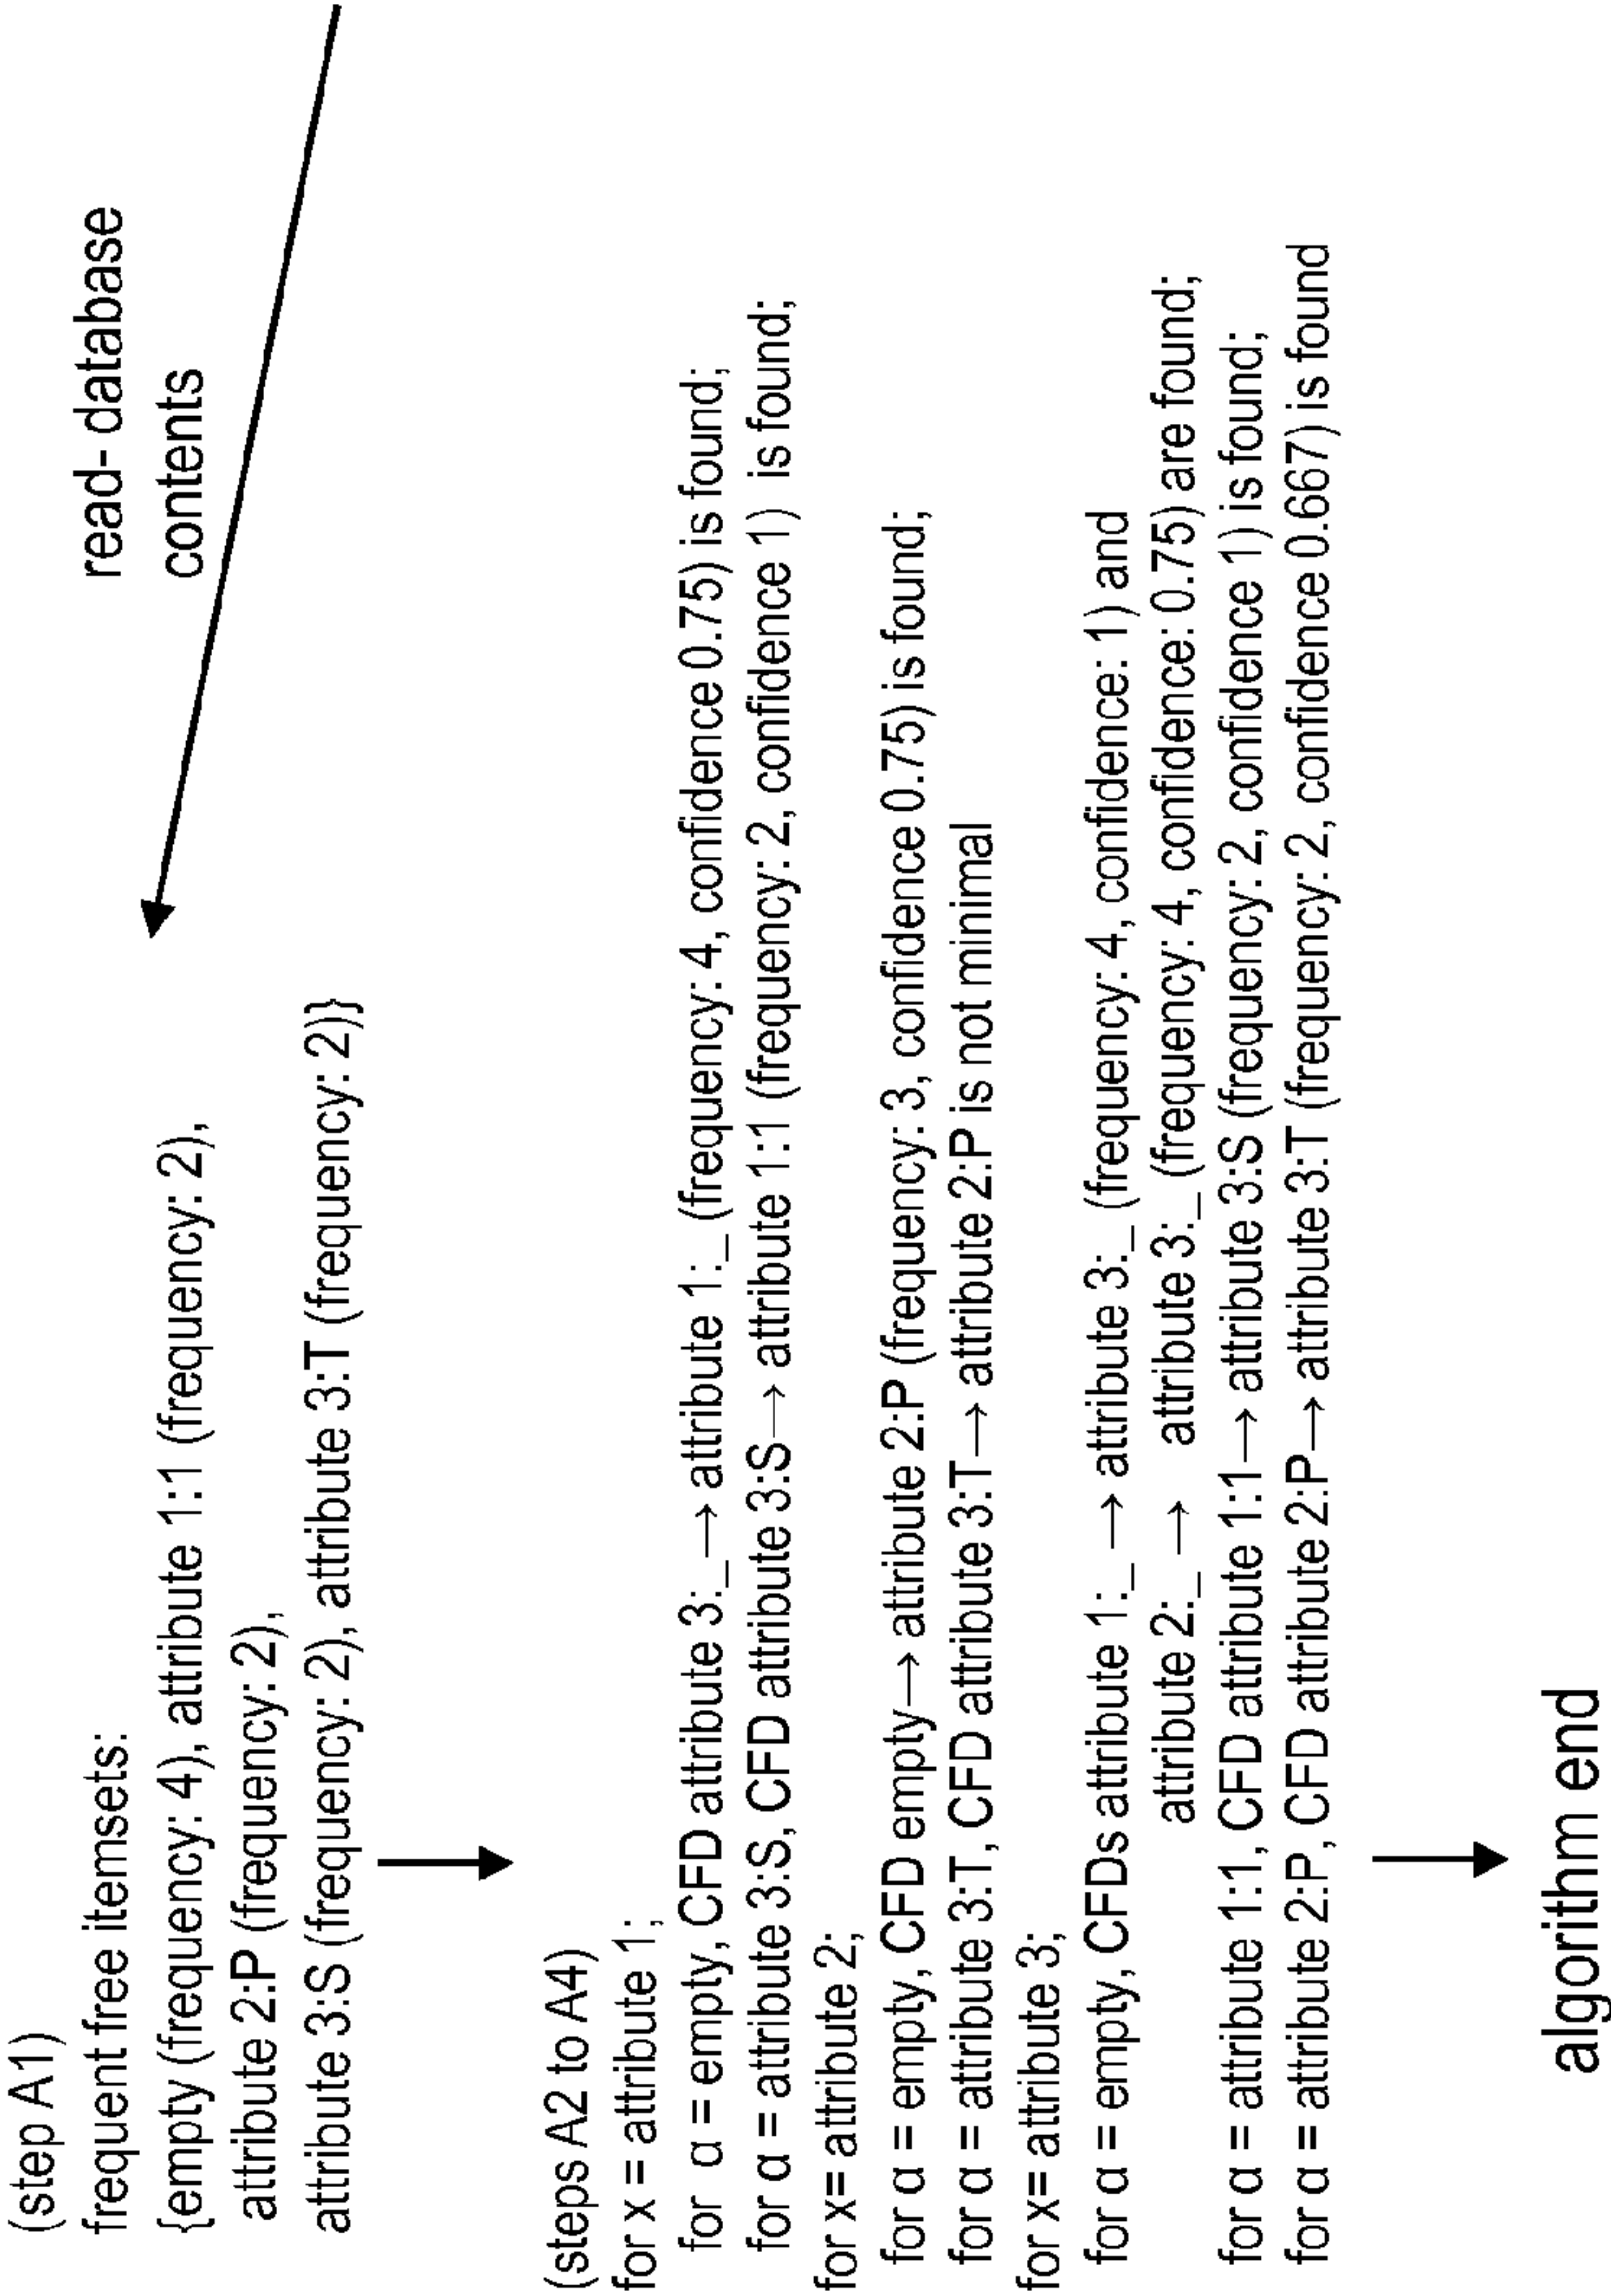 (step A1)
frequent free itemsets:
{empty (frequency: 4), attribute 1:1 (frequency: 2),
attribute 2:P (frequency: 2),
attribute 3:S (frequency: 2), attribute 3:T (frequency: 2)}
read- database
contents
(steps A2 to A4)
for x = attribute 1;
for α = empty, CFD attribute 3:_→ attribute 1:_ (frequency: 4, confidence 0.75) is found;
for α = attribute 3:S, CFD attribute 3:S→ attribute 1:1 (frequency: 2, confidence 1) is found;
for x= attribute 2;
for α = empty, CFD empty→ attribute 2:P (frequency: 3, confidence 0.75) is found;
for α = attribute 3:T, CFD attribute 3:T→ attribute 2:P is not minimal
for x= attribute 3;
for α = empty, CFDs attribute 1:_ → attribute 3:_ (frequency: 4, confidence: 1) and
attribute 2:_ → attribute 3:_ (frequency: 4, confidence: 0.75) are found;
for α = attribute 1:1, CFD attribute 1:1→ attribute 3:S (frequency: 2, confidence 1) is found;
for α = attribute 2:P, CFD attribute 2:P→ attribute 3:T (frequency: 2, confidence 0.667) is found
algorithm end